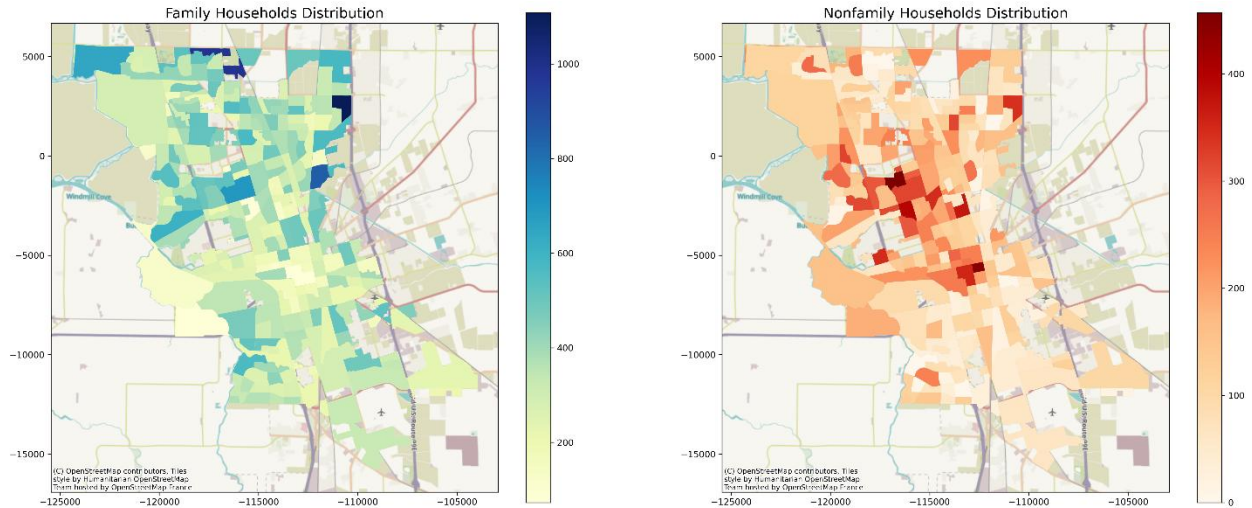 Family Households Distribution
5000
0
−5000
−10000
−15000
−125000 −120000 −115000 −110000 −105000
Windmill Cove
(C) OpenStreetMap contributors, Tiles
style by Humanitarian OpenStreetMap
Team hosted by OpenStreetMap France
1000
800
600
400
200
Nonfamily Households Distribution
5000
0
−5000
−10000
−15000
−125000 −120000 −115000 −110000 −105000
Windmill Cove
(C) OpenStreetMap contributors, Tiles
style by Humanitarian OpenStreetMap
Team hosted by OpenStreetMap France
400
300
200
100
0